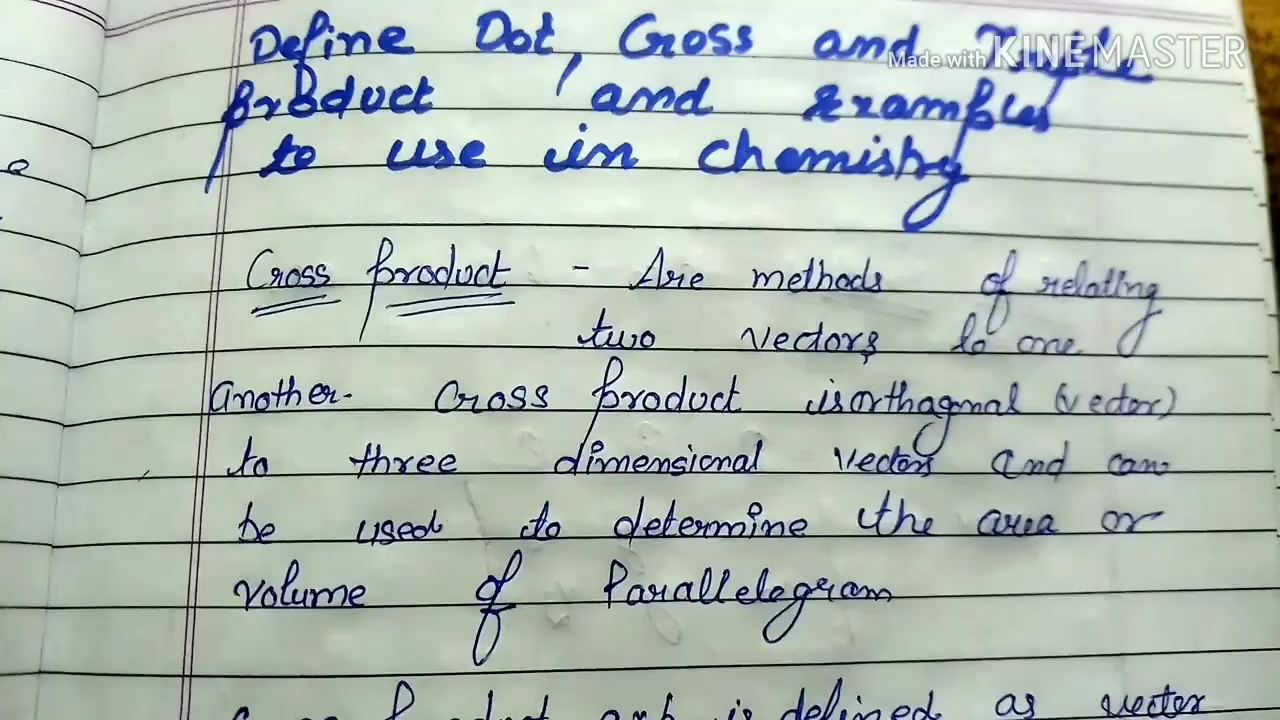 Define Dot, Cross and Triple
Made with KINEMASTER
product and examples
to use in chemistry
Cross product - Are methods of relating
two vectors to one
another. Cross product is orthagnal (vector)
to three dimensional vectors and can
be used to determine the area or
volume of Parallelegram
is defined as vector